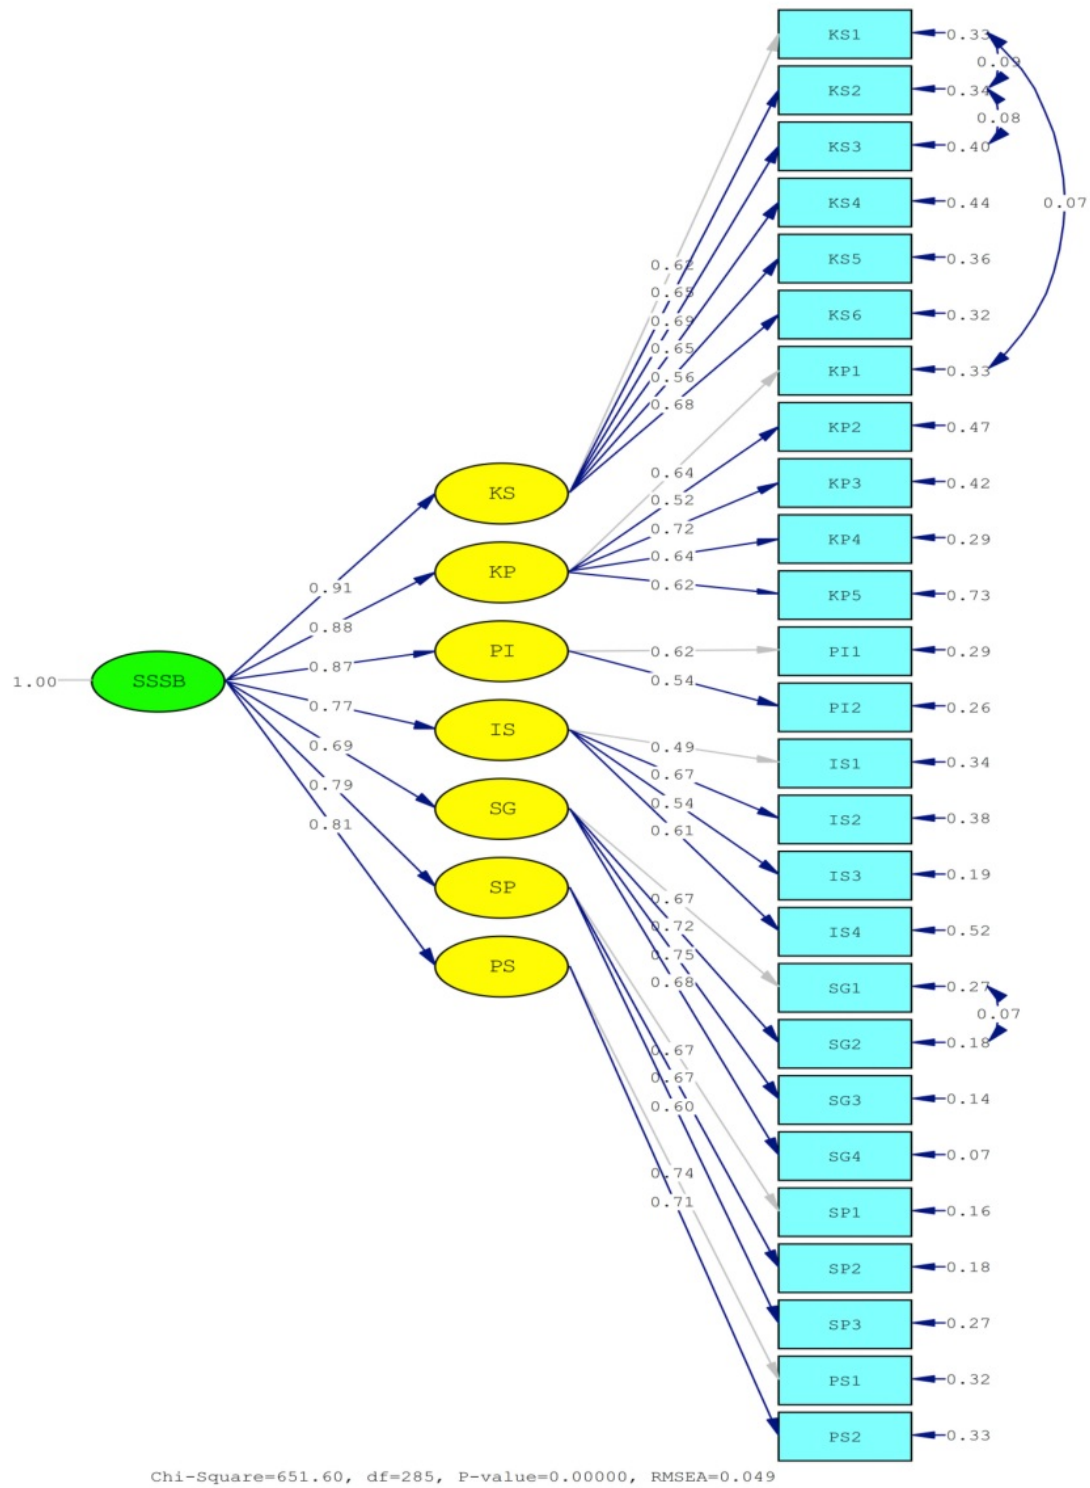 KS1 0.33
0.09
KS2 0.34
0.08
KS3 0.40
KS4 0.44 0.07
KS5 0.36
0.62
0.65
KS6 0.32
0.69
0.65
KP1 0.33
0.56
0.68
KP2 0.47
0.64
KP3 0.42
KS
0.52
0.72
KP4 0.29
0.64
KP
0.62
0.91
KP5 0.73
0.88
PI 0.62 PI1 0.29
0.87
1.00 SSSB 0.54
0.77
PI2 0.26
IS
0.69
0.49
IS1 0.34
0.67
0.79
0.54
SG
IS2 0.38
0.81
0.61
IS3 0.19
SP
0.67
0.72
IS4 0.52
0.75
PS
0.68
SG1 0.27
0.07
SG2 0.18
0.67
0.67
SG3 0.14
0.60
SG4 0.07
0.74
0.71
SP1 0.16
SP2 0.18
SP3 0.27
PS1 0.32
PS2 0.33
Chi-Square=651.60, df=285, P-value=0.00000, RMSEA=0.049